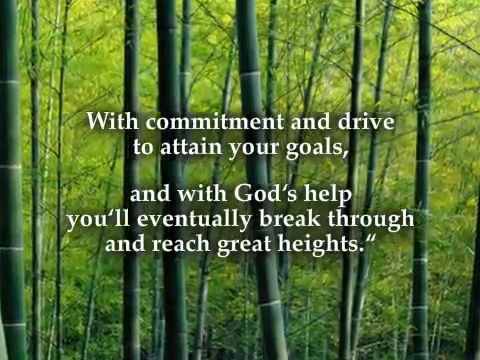 With commitment and drive
to attain your goals,
and with God‘s help
you‘ll eventually break through
and reach great heights.“